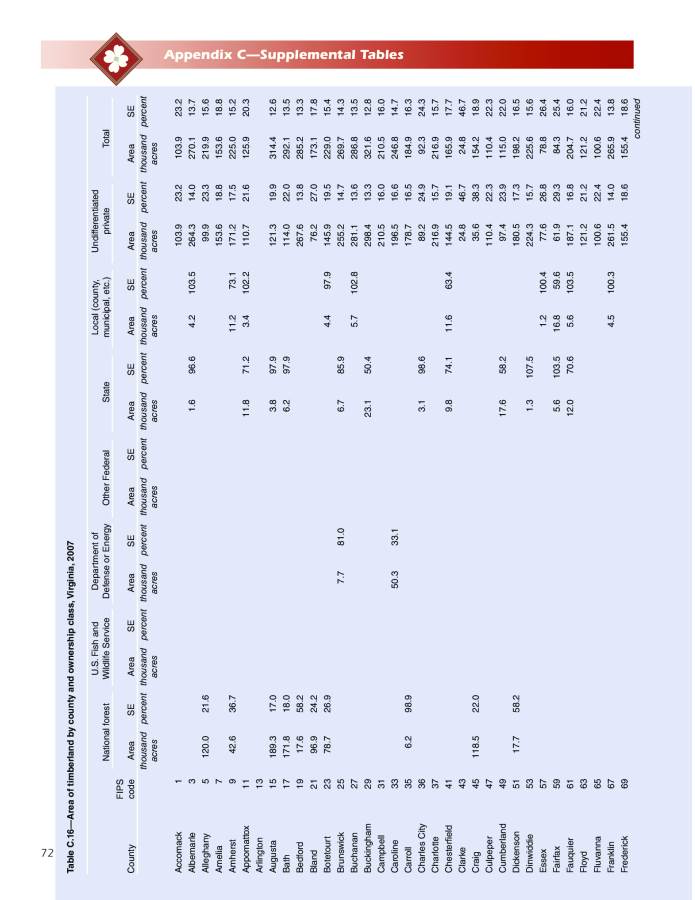 Appendix C—Supplemental Tables
72
Table C.16—Area of timberland by county and ownership class, Virginia, 2007
National forest U.S. Fish and Wildlife Service Department of Defense or Energy Other Federal State Local (county, municipal, etc.) Undifferentiated private Total
County FIPS code Area SE Area SE Area SE Area SE Area SE Area SE Area SE Area SE
thousand acres percent thousand acres percent thousand acres percent thousand acres percent thousand acres percent thousand acres percent thousand acres percent thousand acres percent
Accomack 1 103.9 23.2 103.9 23.2
Albemarle 3 1.6 96.6 4.2 103.5 264.3 14.0 270.1 13.7
Alleghany 5 120.0 21.6 99.9 23.3 219.9 15.6
Amelia 7 153.6 18.8 153.6 18.8
Amherst 9 42.6 36.7 11.2 73.1 171.2 17.5 225.0 15.2
Appomattox 11 11.8 71.2 3.4 102.2 110.7 21.6 125.9 20.3
Arlington 13
Augusta 15 189.3 17.0 3.8 97.9 121.3 19.9 314.4 12.6
Bath 17 171.8 18.0 6.2 97.9 114.0 22.0 292.1 13.5
Bedford 19 17.6 58.2 267.6 13.8 285.2 13.3
Bland 21 96.9 24.2 76.2 27.0 173.1 17.8
Botetourt 23 78.7 26.9 4.4 97.9 145.9 19.5 229.0 15.4
Brunswick 25 7.7 81.0 6.7 85.9 255.2 14.7 269.7 14.3
Buchanan 27 5.7 102.8 281.1 13.6 286.8 13.5
Buckingham 29 23.1 50.4 298.4 13.3 321.6 12.8
Campbell 31 210.5 16.0 210.5 16.0
Caroline 33 50.3 33.1 196.5 16.6 246.8 14.7
Carroll 35 6.2 98.9 178.7 16.5 184.9 16.3
Charles City 36 3.1 98.6 89.2 24.9 92.3 24.3
Charlotte 37 216.9 15.7 216.9 15.7
Chesterfield 41 9.8 74.1 11.6 63.4 144.5 19.1 165.9 17.7
Clarke 43 24.8 46.7 24.8 46.7
Craig 45 118.5 22.0 35.6 38.3 154.2 18.9
Culpeper 47 110.4 22.3 110.4 22.3
Cumberland 49 17.6 58.2 97.4 23.9 115.0 22.0
Dickenson 51 17.7 58.2 180.5 17.3 198.2 16.5
Dinwiddie 53 1.3 107.5 224.3 15.7 225.6 15.6
Essex 57 1.2 100.4 77.6 26.8 78.8 26.4
Fairfax 59 5.6 103.5 16.8 59.6 61.9 29.3 84.3 25.4
Fauquier 61 12.0 70.6 5.6 103.5 187.1 16.8 204.7 16.0
Floyd 63 121.2 21.2 121.2 21.2
Fluvanna 65 100.6 22.4 100.6 22.4
Franklin 67 4.5 100.3 261.5 14.0 265.9 13.8
Frederick 69 155.4 18.6 155.4 18.6
continued